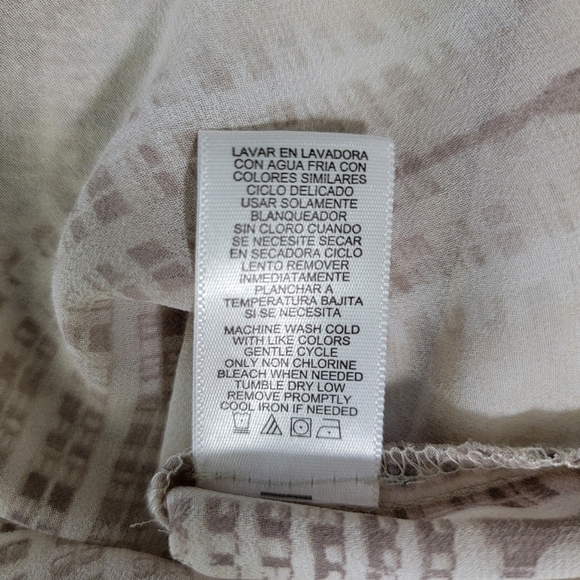 LAVAR EN LAVADORA
CON AGUA FRIA CON
COLORES SIMILARES
CICLO DELICADO
USAR SOLAMENTE
BLANQUEADOR
SIN CLORO CUANDO
SE NECESITE SECAR
EN SECADORA CICLO
LENTO REMOVER
INMEDIATAMENTE
PLANCHAR A
TEMPERATURA BAJITA
SI SE NECESITA
MACHINE WASH COLD
WITH LIKE COLORS
GENTLE CYCLE
ONLY NON CHLORINE
BLEACH WHEN NEEDED
TUMBLE DRY LOW
REMOVE PROMPTLY
COOL IRON IF NEEDED